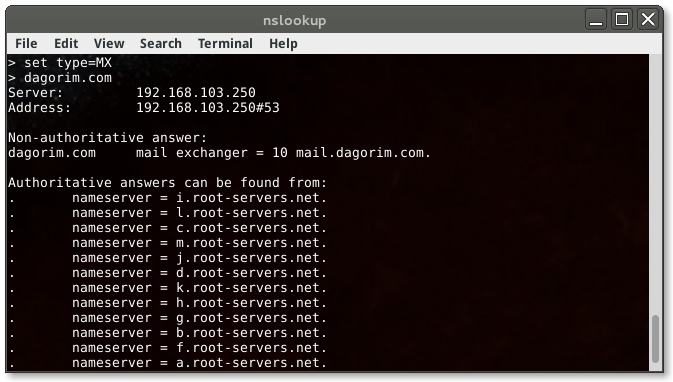 nslookup
File Edit View Search Terminal Help
> set type=MX
> dagorim.com
Server: 192.168.103.250
Address: 192.168.103.250#53
Non-authoritative answer:
dagorim.com mail exchanger = 10 mail.dagorim.com.
Authoritative answers can be found from:
. nameserver = i.root-servers.net.
. nameserver = l.root-servers.net.
. nameserver = c.root-servers.net.
. nameserver = m.root-servers.net.
. nameserver = j.root-servers.net.
. nameserver = d.root-servers.net.
. nameserver = k.root-servers.net.
. nameserver = h.root-servers.net.
. nameserver = g.root-servers.net.
. nameserver = b.root-servers.net.
. nameserver = f.root-servers.net.
. nameserver = a.root-servers.net.